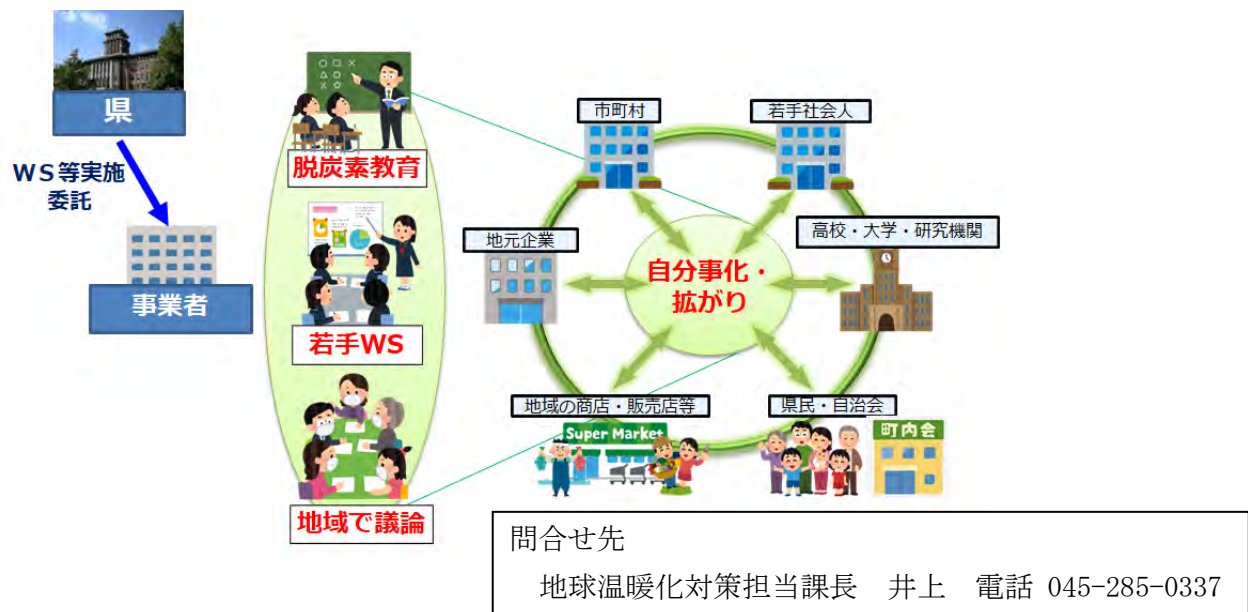 県
WS等実施
委託
事業者
脱炭素教育
若手WS
地域で議論
市町村
若手社会人
地元企業
高校・大学・研究機関
自分事化・
拡がり
地域の商店・販売店等
県民・自治会
Super Market
町内会
問合せ先
地球温暖化対策担当課長　井上　電話 045-285-0337